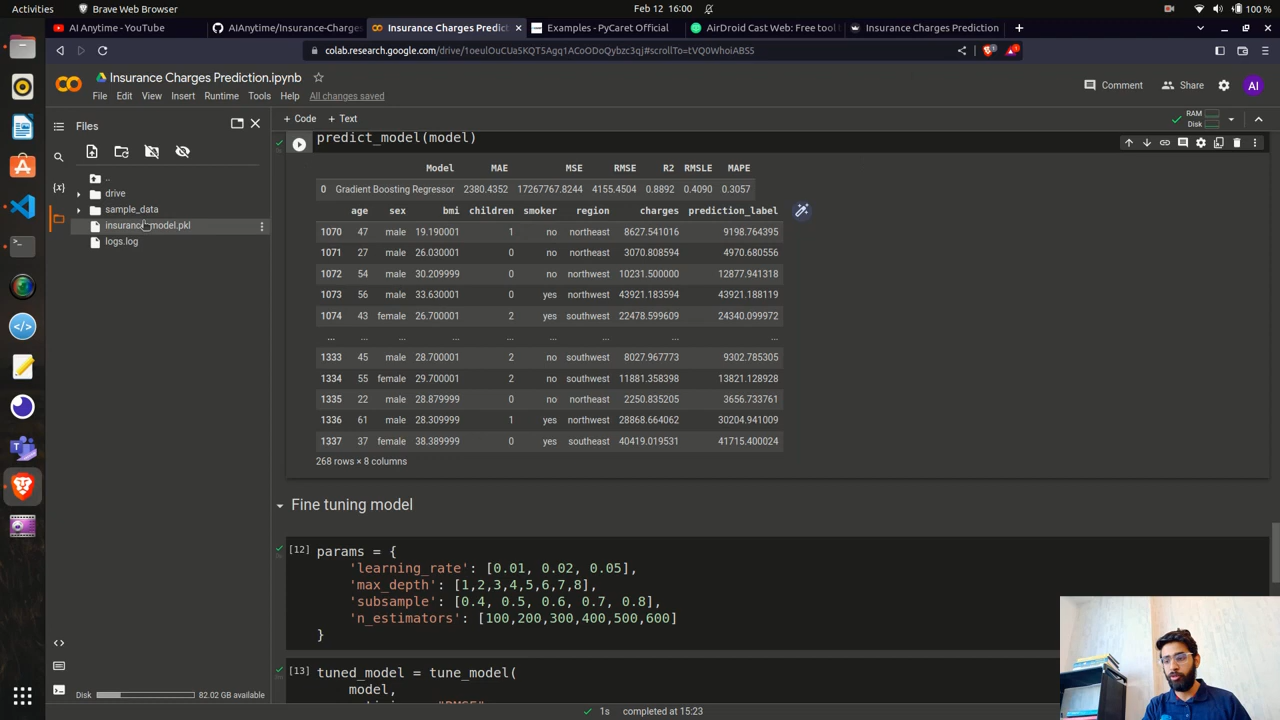 Activities
Brave Web Browser
Feb 12 16:00
100 %
AI Anytime - YouTube
AIAnytime/Insurance-Charges
Insurance Charges Predict
Examples - PyCaret Official
AirDroid Cast Web: Free tool
Insurance Charges Prediction
colab.research.google.com/drive/1oeulOuCUa5KQT5Agq1ACoODoQybzc3qj#scrollTo=tVQ0WhoiABS5
Insurance Charges Prediction.ipynb
File Edit View Insert Runtime Tools Help All changes saved
Comment Share AI
Files
+ Code + Text
RAM
Disk
..
drive
sample_data
insurance_model.pkl
logs.log
predict_model(model)
Model MAE MSE RMSE R2 RMSLE MAPE
0 Gradient Boosting Regressor 2380.4352 17267767.8244 4155.4504 0.8892 0.4090 0.3057
age sex bmi children smoker region charges prediction_label
1070 47 male 19.190001 1 no northeast 8627.541016 9198.764395
1071 27 male 26.030001 0 no northeast 3070.808594 4970.680556
1072 54 male 30.209999 0 no northwest 10231.500000 12877.941318
1073 56 male 33.630001 0 yes northwest 43921.183594 43921.188119
1074 43 female 26.700001 2 yes southwest 22478.599609 24340.099972
... ... ... ... ... ... ... ... ...
1333 45 male 28.700001 2 no southwest 8027.967773 9302.785305
1334 55 female 29.700001 2 no southwest 11881.358398 13821.128928
1335 22 male 28.879999 0 no northeast 2250.835205 3656.733761
1336 61 male 28.309999 1 yes northwest 28868.664062 30204.941009
1337 37 female 38.389999 0 yes southeast 40419.019531 41715.400024
268 rows × 8 columns
Fine tuning model
[12] params = {
'learning_rate': [0.01, 0.02, 0.05],
'max_depth': [1,2,3,4,5,6,7,8],
'subsample': [0.4, 0.5, 0.6, 0.7, 0.8],
'n_estimators': [100,200,300,400,500,600]
}
[13] tuned_model = tune_model(
model,
Disk 82.02 GB available
1s completed at 15:23